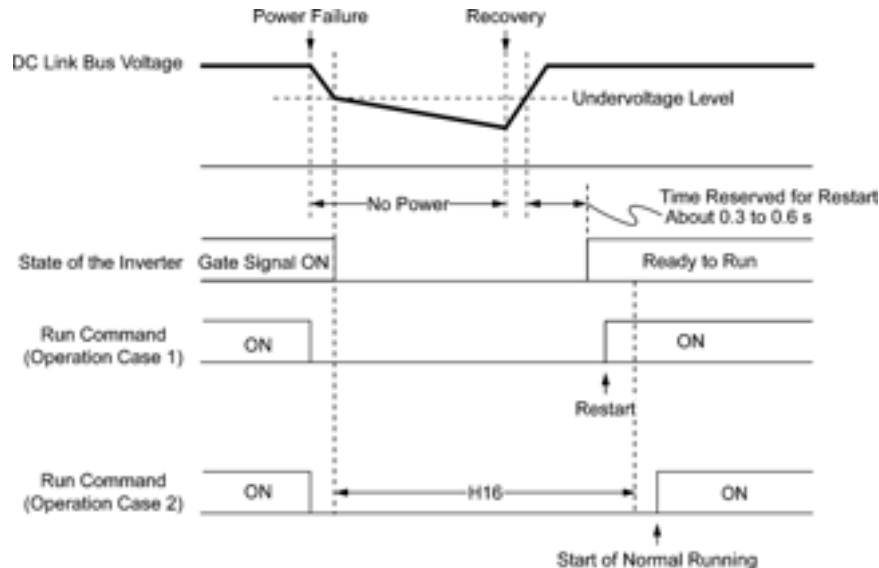 Power Failure
Recovery
DC Link Bus Voltage
Undervoltage Level
No Power
Time Reserved for Restart
About 0.3 to 0.6 s
State of the Inverter
Gate Signal ON
Ready to Run
Run Command
(Operation Case 1)
ON
ON
Restart
Run Command
(Operation Case 2)
ON
H16
ON
Start of Normal Running